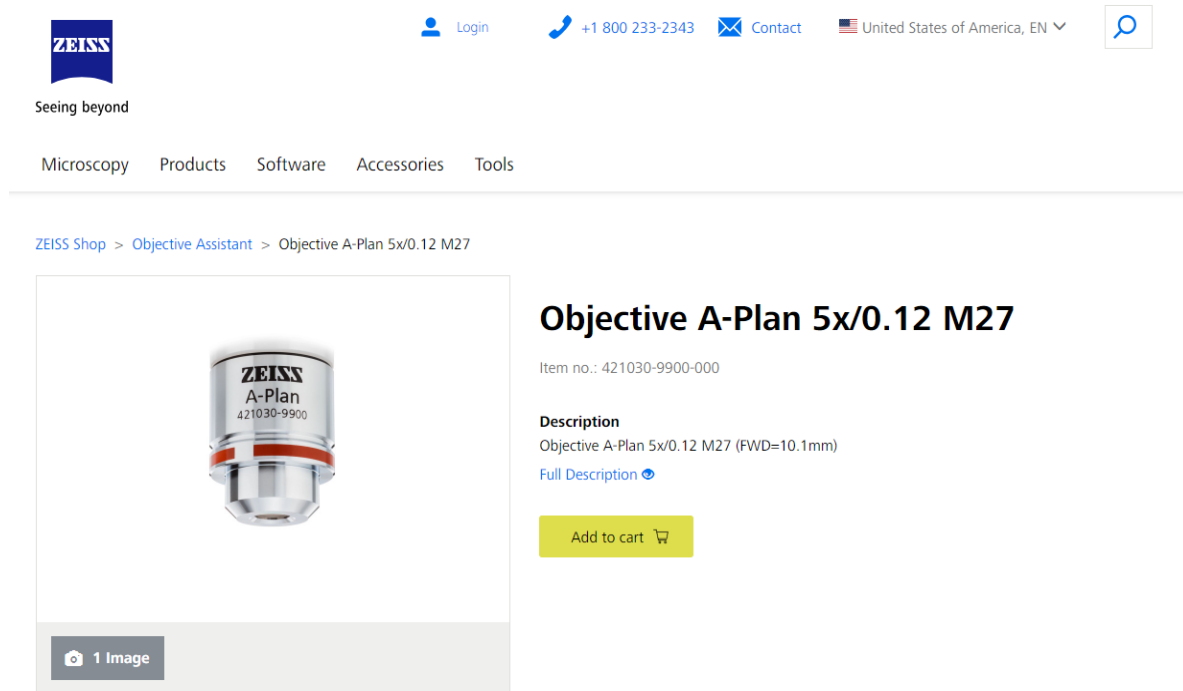 Login
+1 800 233-2343
Contact
United States of America, EN
ZEISS
Seeing beyond
Microscopy Products Software Accessories Tools
ZEISS Shop > Objective Assistant > Objective A-Plan 5x/0.12 M27
ZEISS
A-Plan
421030-9900
1 Image
Objective A-Plan 5x/0.12 M27
Item no.: 421030-9900-000
Description
Objective A-Plan 5x/0.12 M27 (FWD=10.1mm)
Full Description
Add to cart